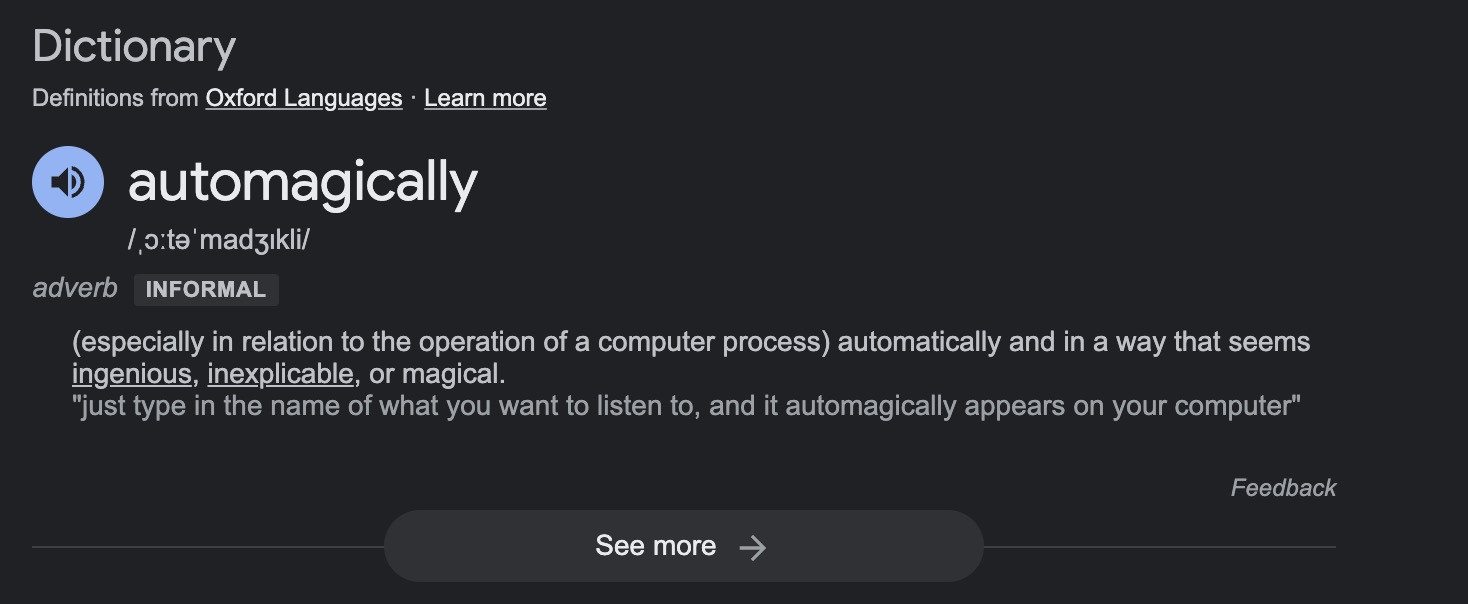 Dictionary
Definitions from Oxford Languages · Learn more
automagically
/ˌɔːtəˈmadʒɪkli/
adverb INFORMAL
(especially in relation to the operation of a computer process) automatically and in a way that seems
ingenious, inexplicable, or magical.
"just type in the name of what you want to listen to, and it automagically appears on your computer"
Feedback
See more →